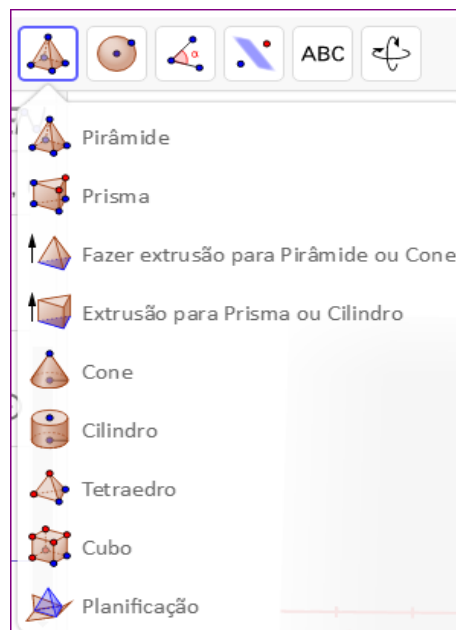 ABC
Pirâmide
Prisma
Fazer extrusão para Pirâmide ou Cone
Extrusão para Prisma ou Cilindro
Cone
Cilindro
Tetraedro
Cubo
Planificação